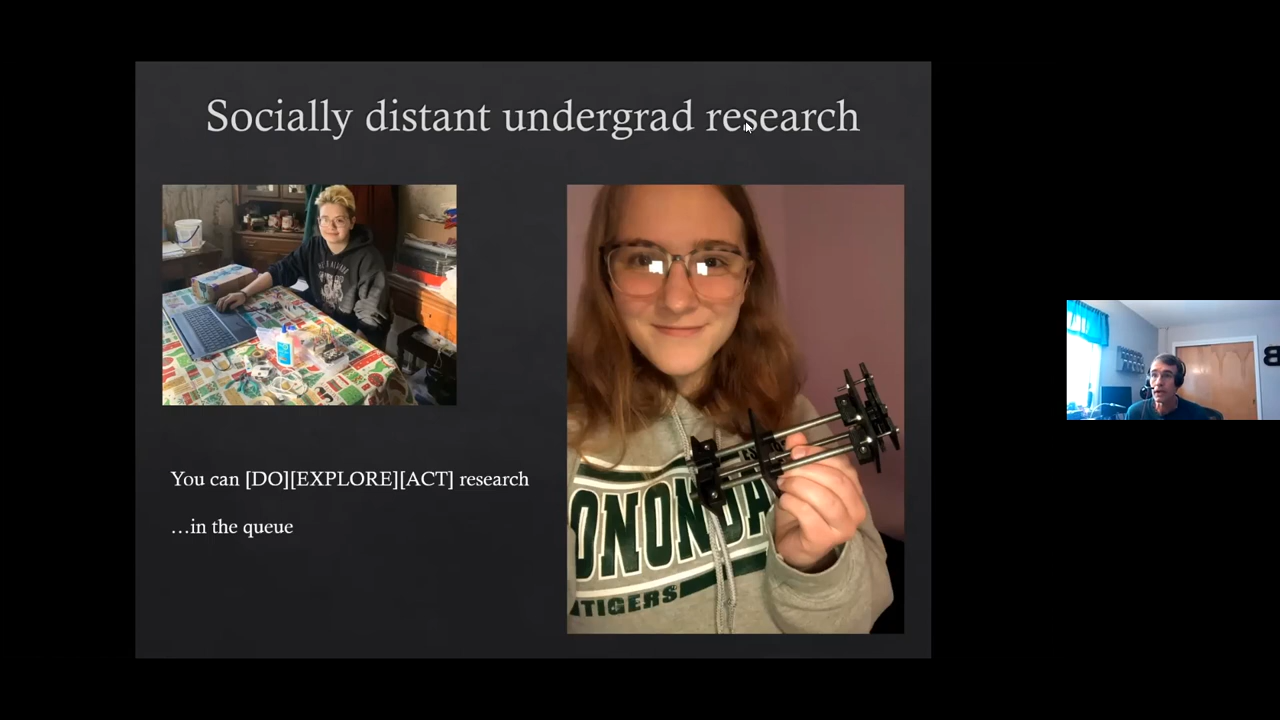 Socially distant undergrad research
You can [DO][EXPLORE][ACT] research
…in the queue
ONONDA
TIGERS